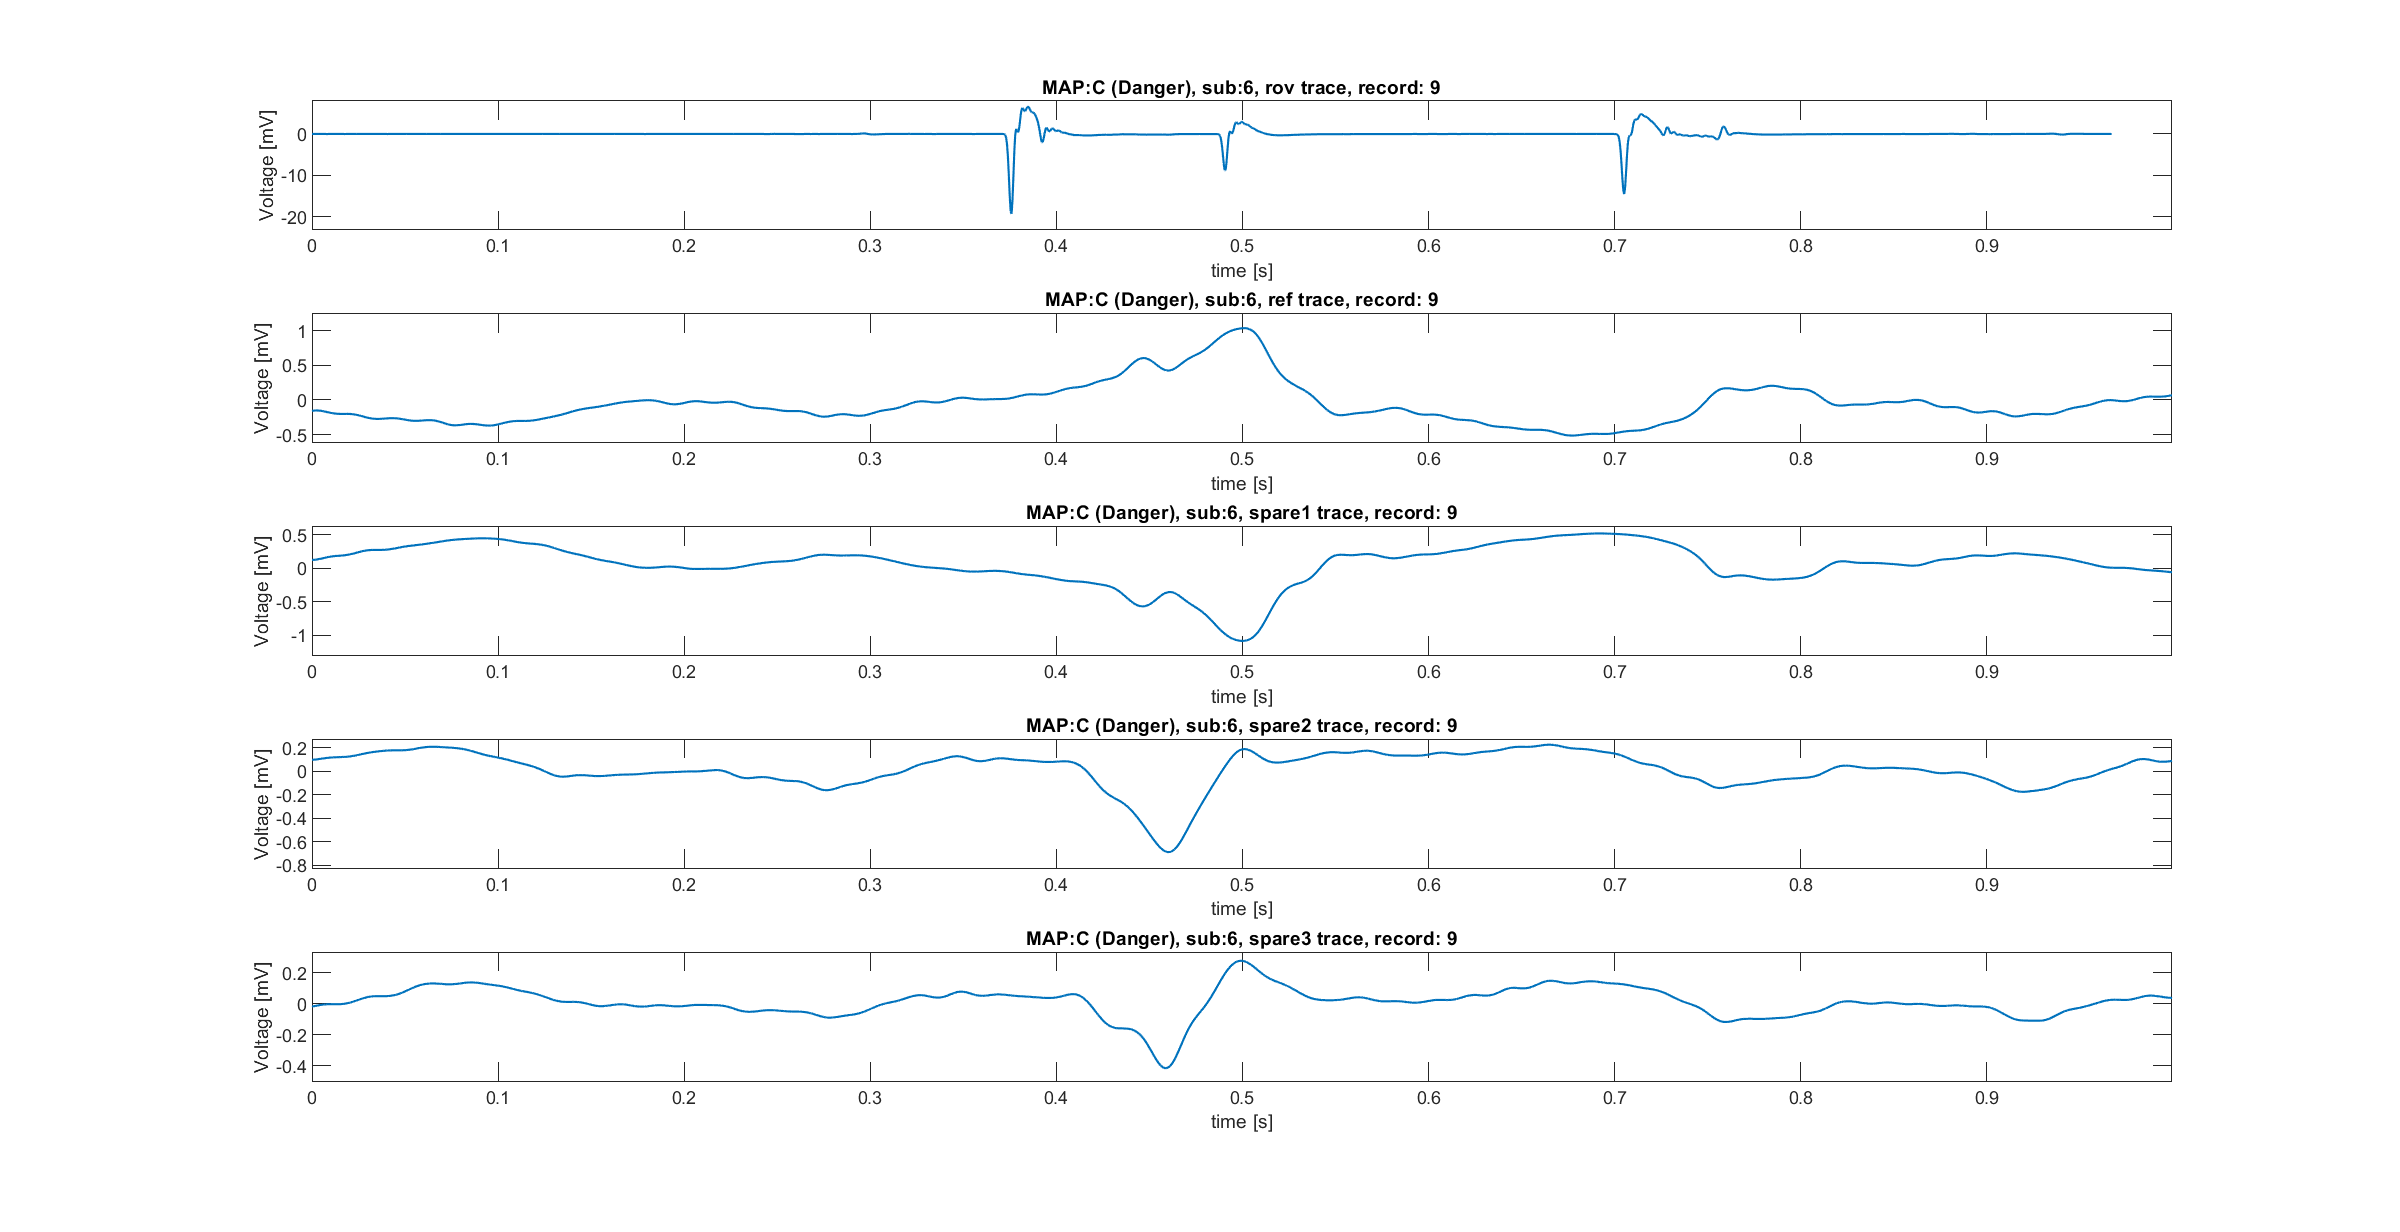 MAP:C (Danger), sub:6, rov trace, record: 9
Voltage [mV]
0
-10
-20
0 0.1 0.2 0.3 0.4 0.5 0.6 0.7 0.8 0.9
time [s]
MAP:C (Danger), sub:6, ref trace, record: 9
Voltage [mV]
1
0.5
0
-0.5
0 0.1 0.2 0.3 0.4 0.5 0.6 0.7 0.8 0.9
time [s]
MAP:C (Danger), sub:6, spare1 trace, record: 9
Voltage [mV]
0.5
0
-0.5
-1
0 0.1 0.2 0.3 0.4 0.5 0.6 0.7 0.8 0.9
time [s]
MAP:C (Danger), sub:6, spare2 trace, record: 9
Voltage [mV]
0.2
0
-0.2
-0.4
-0.6
-0.8
0 0.1 0.2 0.3 0.4 0.5 0.6 0.7 0.8 0.9
time [s]
MAP:C (Danger), sub:6, spare3 trace, record: 9
Voltage [mV]
0.2
0
-0.2
-0.4
0 0.1 0.2 0.3 0.4 0.5 0.6 0.7 0.8 0.9
time [s]